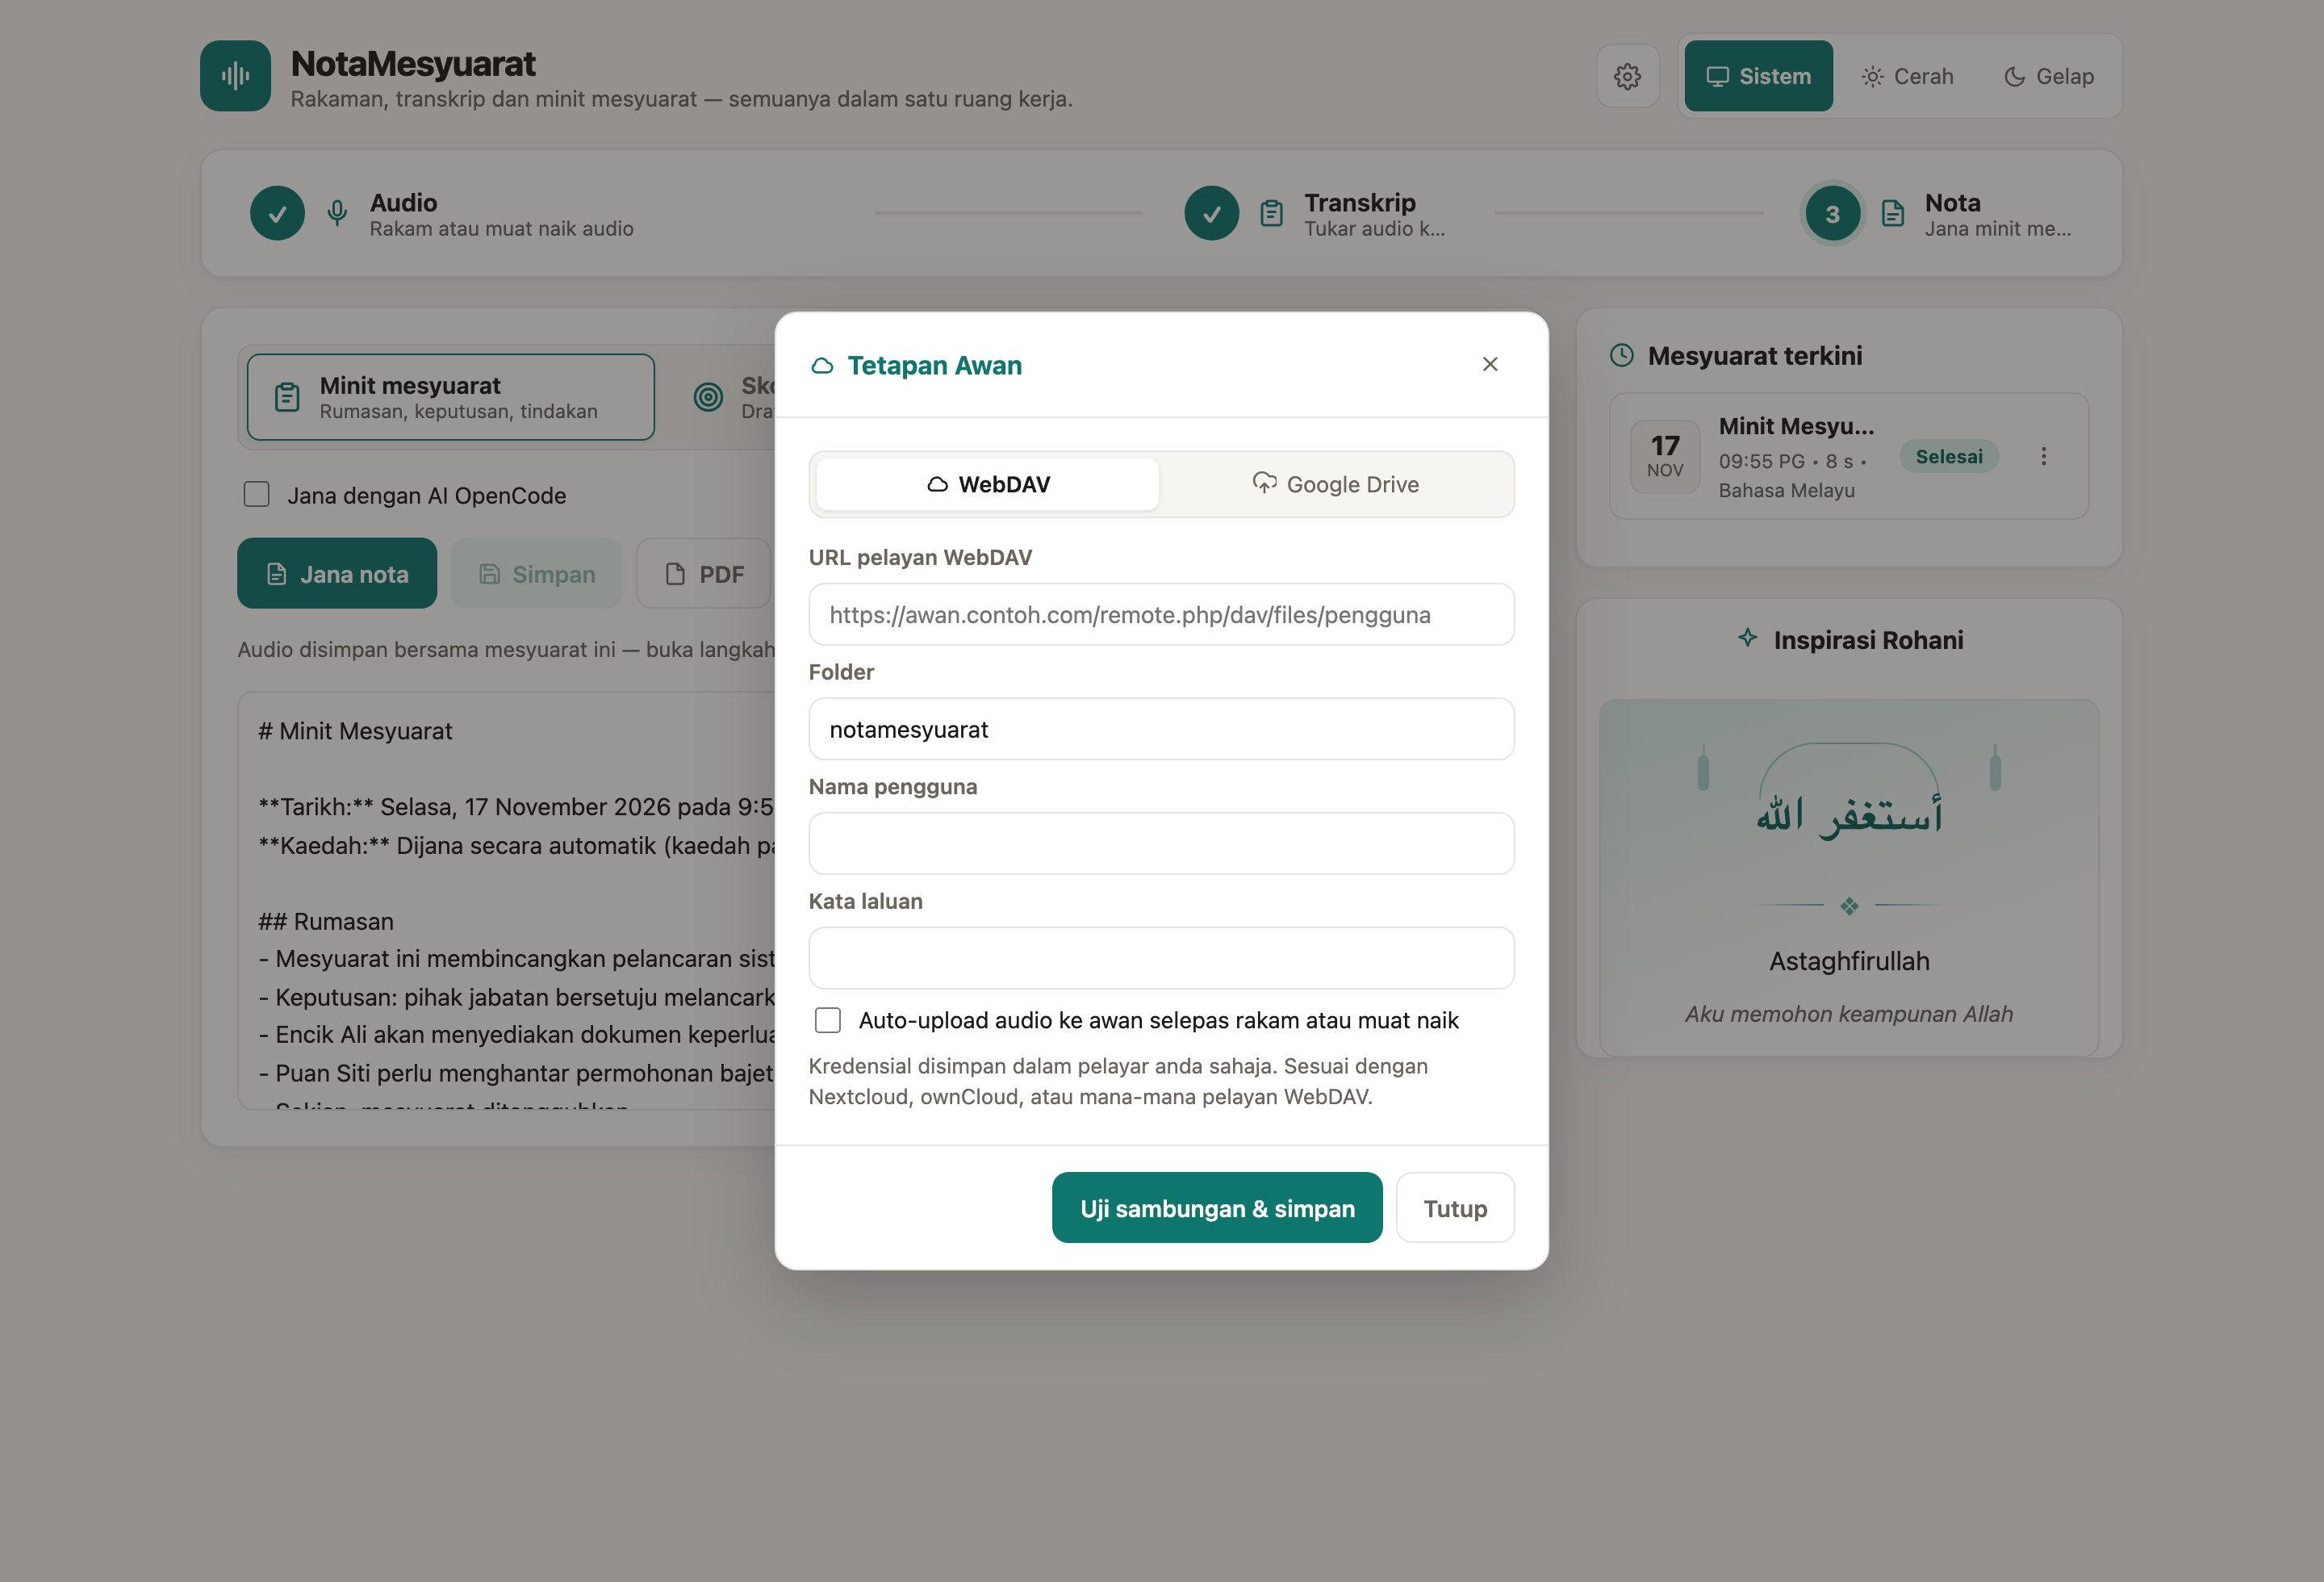 NotaMesyuarat
Rakaman, transkrip dan minit mesyuarat — semuanya dalam satu ruang kerja.
Sistem
Cerah
Gelap
Audio
Rakam atau muat naik audio
Transkrip
Tukar audio k...
3
Nota
Jana minit me...
Minit mesyuarat
Rumasan, keputusan, tindakan
Jana dengan AI OpenCode
Jana nota
Simpan
PDF
Audio disimpan bersama mesyuarat ini — buka langkah
# Minit Mesyuarat
**Tarikh:** Selasa, 17 November 2026 pada 9:5
**Kaedah:** Dijana secara automatik (kaedah
## Rumasan
- Mesyuarat ini membincangkan pelancaran
- Keputusan: pihak jabatan bersetuju
- Encik Ali akan menyediakan dokumen
- Puan Siti perlu menghantar permohonan bajet
Tetapan Awan
WebDAV
Google Drive
URL pelayan WebDAV
https://awan.contoh.com/remote.php/dav/files/pengguna
Folder
notamesyuarat
Nama pengguna
Kata laluan
Auto-upload audio ke awan selepas rakam atau muat naik
Kredensial disimpan dalam pelayar anda sahaja. Sesuai dengan
Nextcloud, ownCloud, atau mana-mana pelayan WebDAV.
Uji sambungan & simpan
Tutup
Mesyuarat terkini
17
NOV
Minit Mesyu...
09:55 PG • 8 s •
Bahasa Melayu
Selesai
Inspirasi Rohani
أستغفر الله
Astaghfirullah
Aku memohon keampunan Allah